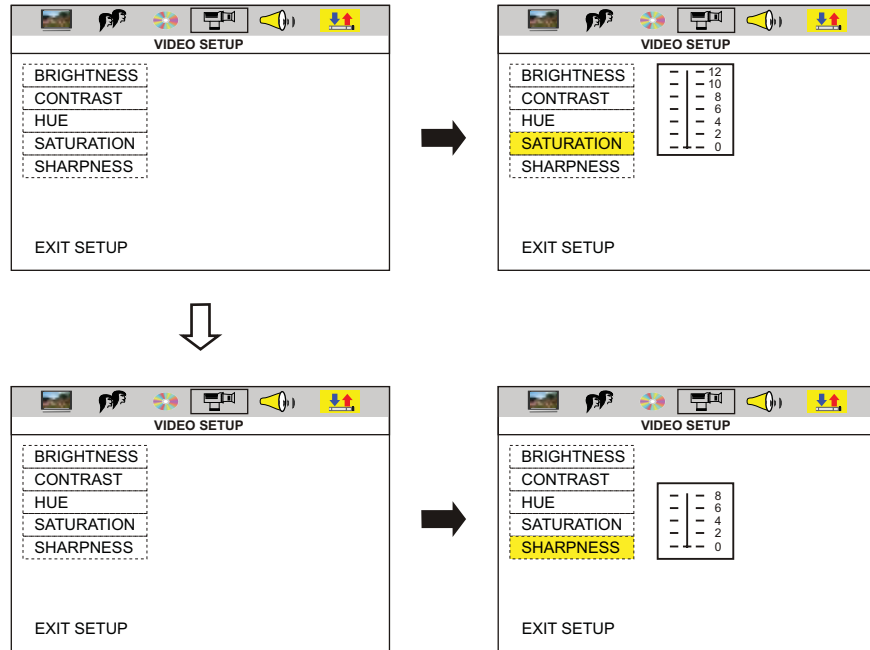 VIDEO SETUP
BRIGHTNESS
CONTRAST
HUE
SATURATION
SHARPNESS
EXIT SETUP
VIDEO SETUP
BRIGHTNESS
CONTRAST
HUE
SATURATION
SHARPNESS
12
10
8
6
4
2
0
EXIT SETUP
VIDEO SETUP
BRIGHTNESS
CONTRAST
HUE
SATURATION
SHARPNESS
EXIT SETUP
VIDEO SETUP
BRIGHTNESS
CONTRAST
HUE
SATURATION
SHARPNESS
8
6
4
2
0
EXIT SETUP